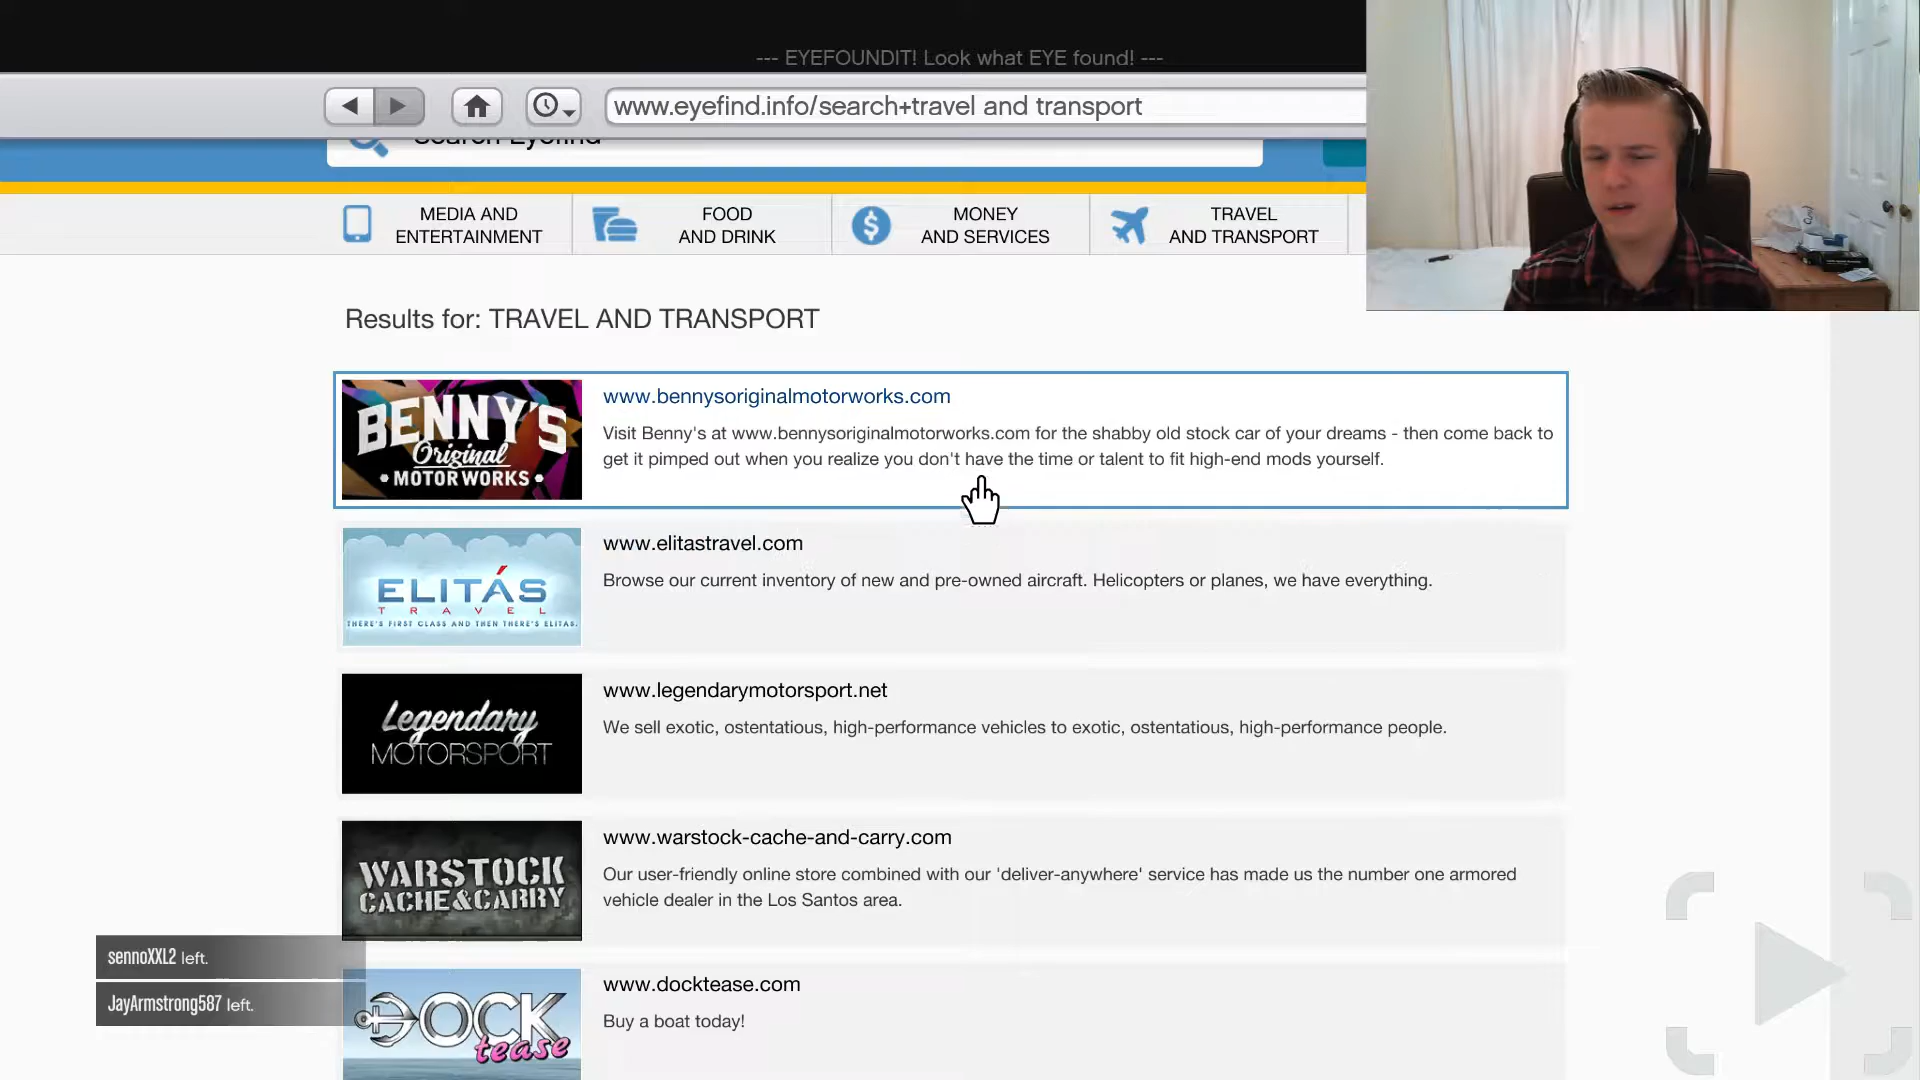 --- EYEFOUNDIT! Look what EYE found! ---
www.eyefind.info/search+travel and transport
Search Eyefind
MEDIA AND
ENTERTAINMENT
FOOD
AND DRINK
MONEY
AND SERVICES
TRAVEL
AND TRANSPORT
Results for: TRAVEL AND TRANSPORT
BENNY'S
Original
MOTOR WORKS
www.bennysoriginalmotorworks.com
Visit Benny's at www.bennysoriginalmotorworks.com for the shabby old stock car of your dreams - then come back to
get it pimped out when you realize you don't have the time or talent to fit high-end mods yourself.
ELITÁS
TRAVEL
THERE'S FIRST CLASS AND THEN THERE'S ELITAS.
www.elitastravel.com
Browse our current inventory of new and pre-owned aircraft. Helicopters or planes, we have everything.
Legendary
MOTORSPORT
www.legendarymotorsport.net
We sell exotic, ostentatious, high-performance vehicles to exotic, ostentatious, high-performance people.
WARSTOCK
CACHE&CARRY
www.warstock-cache-and-carry.com
Our user-friendly online store combined with our 'deliver-anywhere' service has made us the number one armored
vehicle dealer in the Los Santos area.
DOCK
tease
www.docktease.com
Buy a boat today!
sennoXXL2 left.
JayArmstrong587 left.